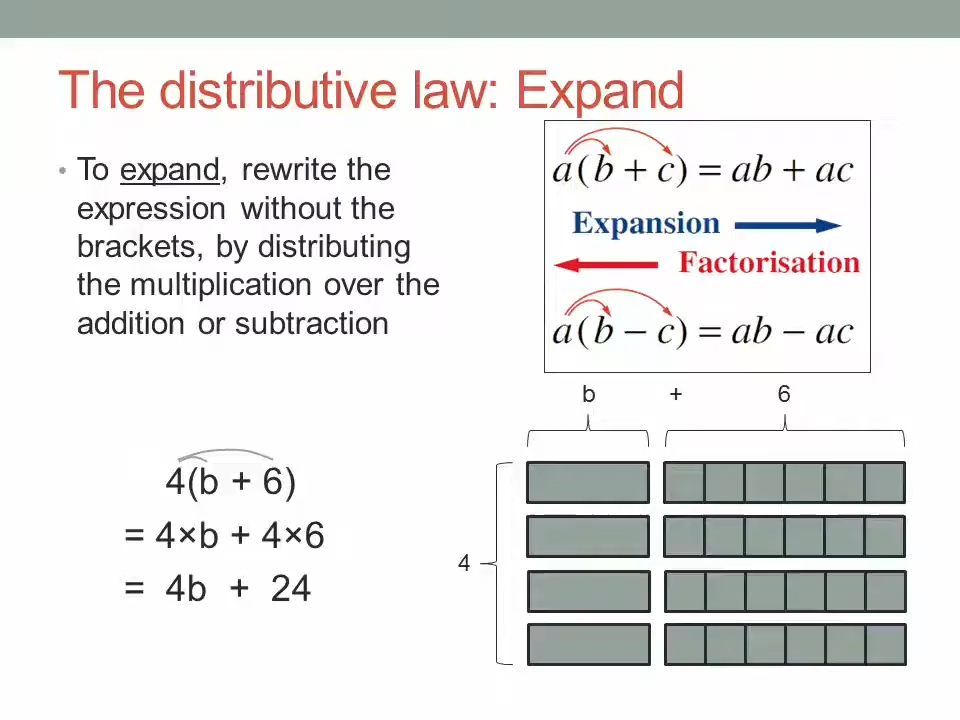 The distributive law: Expand
• To expand, rewrite the
expression without the
brackets, by distributing
the multiplication over the
addition or subtraction
a(b + c) = ab + ac
Expansion
Factorisation
a(b − c) = ab − ac
b + 6
4
4(b + 6)
= 4×b + 4×6
= 4b + 24